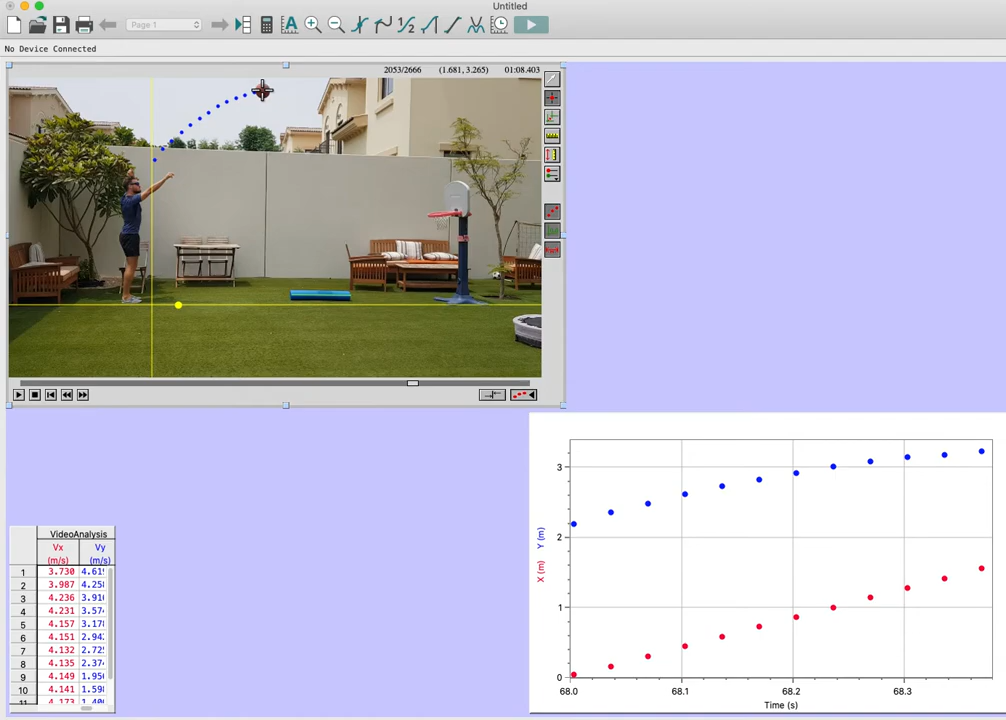 Untitled
Page 1
No Device Connected
2053/2666 (1.681, 3.265) 01:08.403
VideoAnalysis
Vx Vy
(m/s) (m/s)
1 3.730
2 3.987
3 4.236
4 4.231
5 4.157
6 4.151
7 4.132
8 4.135
9 4.149
10 4.141
11 4.173
X (m) Y (m)
3
2
1
0
68.0 68.1 68.2 68.3
Time (s)